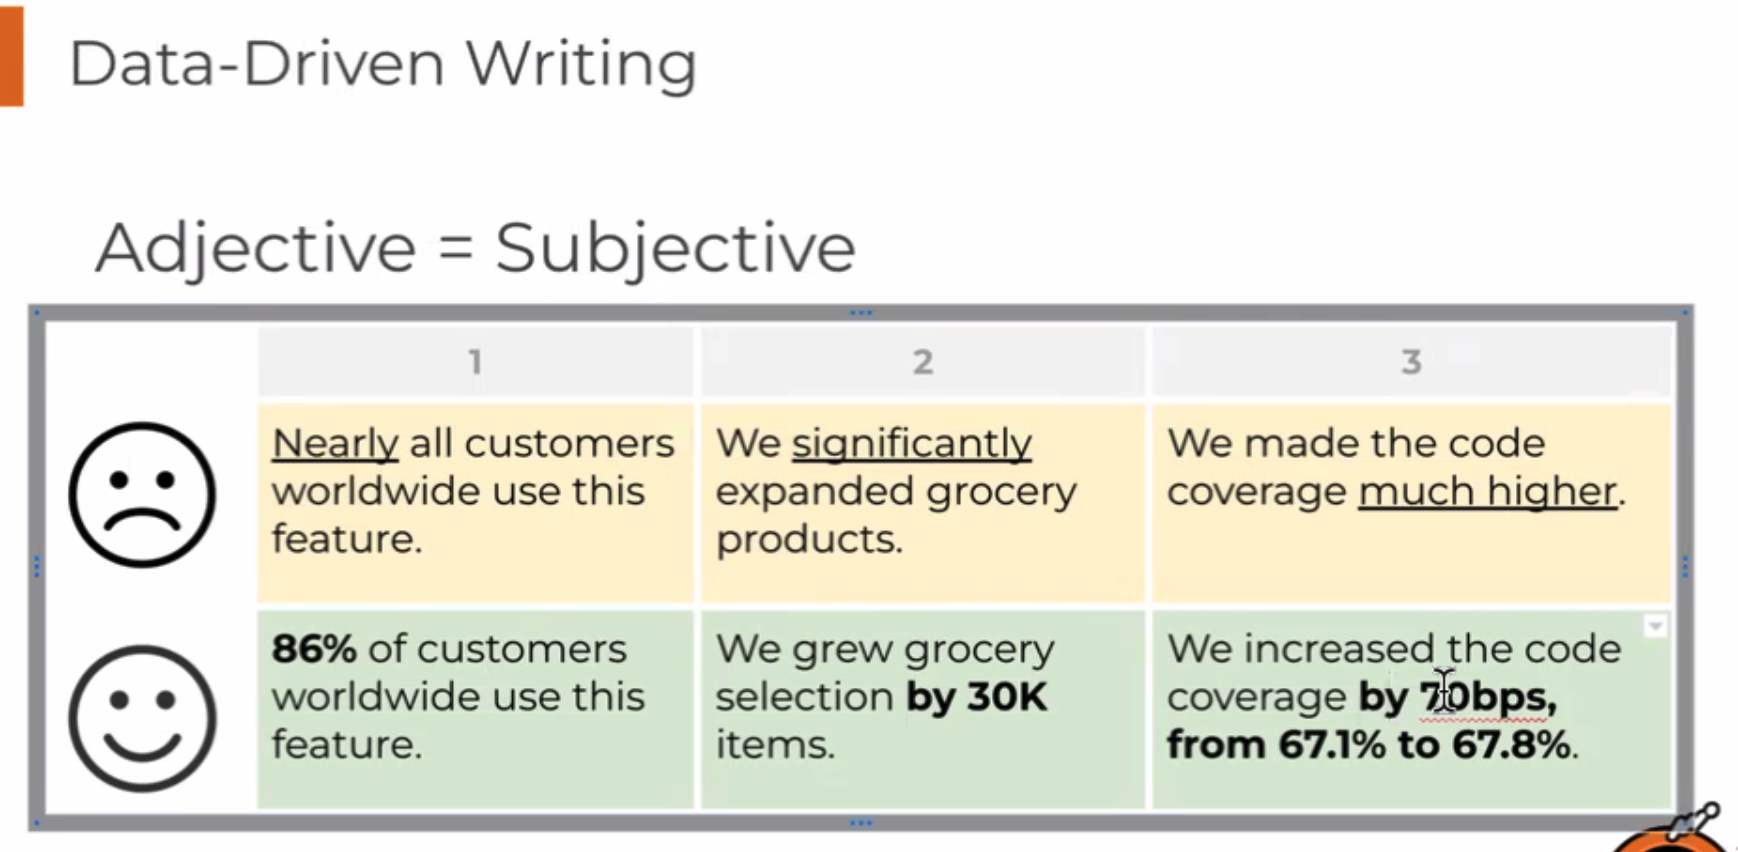 Data-Driven Writing
Adjective = Subjective
1
2
3
Nearly all customers
worldwide use this
feature.
We significantly
expanded grocery
products.
We made the code
coverage much higher.
86% of customers
worldwide use this
feature.
We grew grocery
selection by 30K
items.
We increased the code
coverage by 70bps,
from 67.1% to 67.8%.